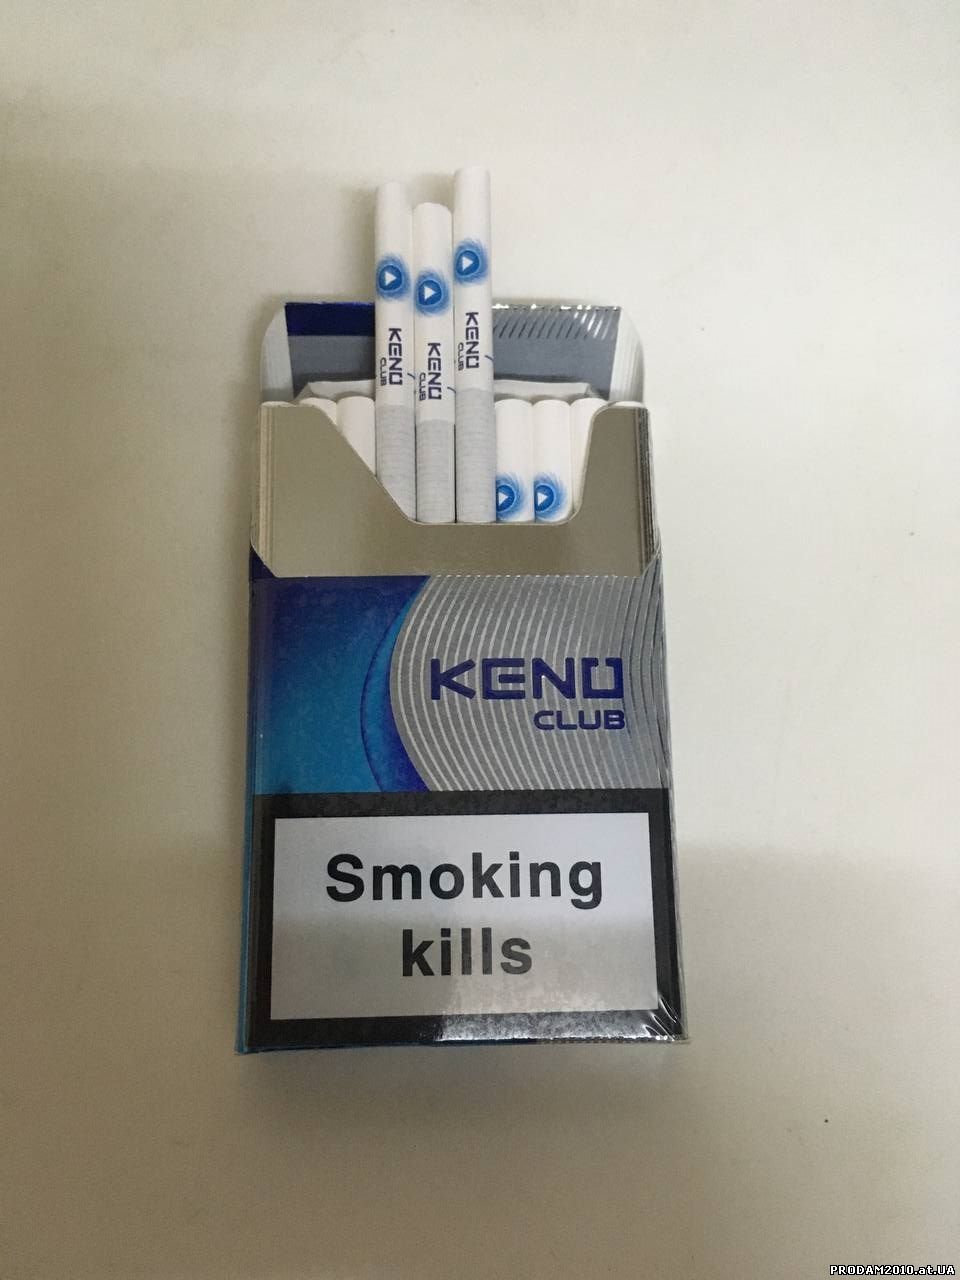 KENO
CLUB
KENO
CLUB
KENO
CLUB
KENO
CLUB
Smoking
kills
PRODAM2010.at.UA